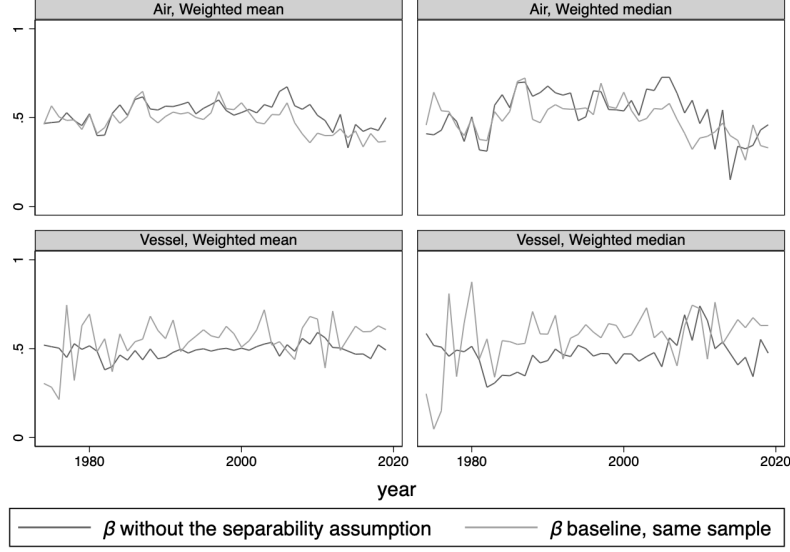 Air, Weighted mean
Air, Weighted median
1
.5
0
Vessel, Weighted mean
Vessel, Weighted median
1
.5
0
1980
2000
2020
1980
2000
2020
year
β without the separability assumption
β baseline, same sample